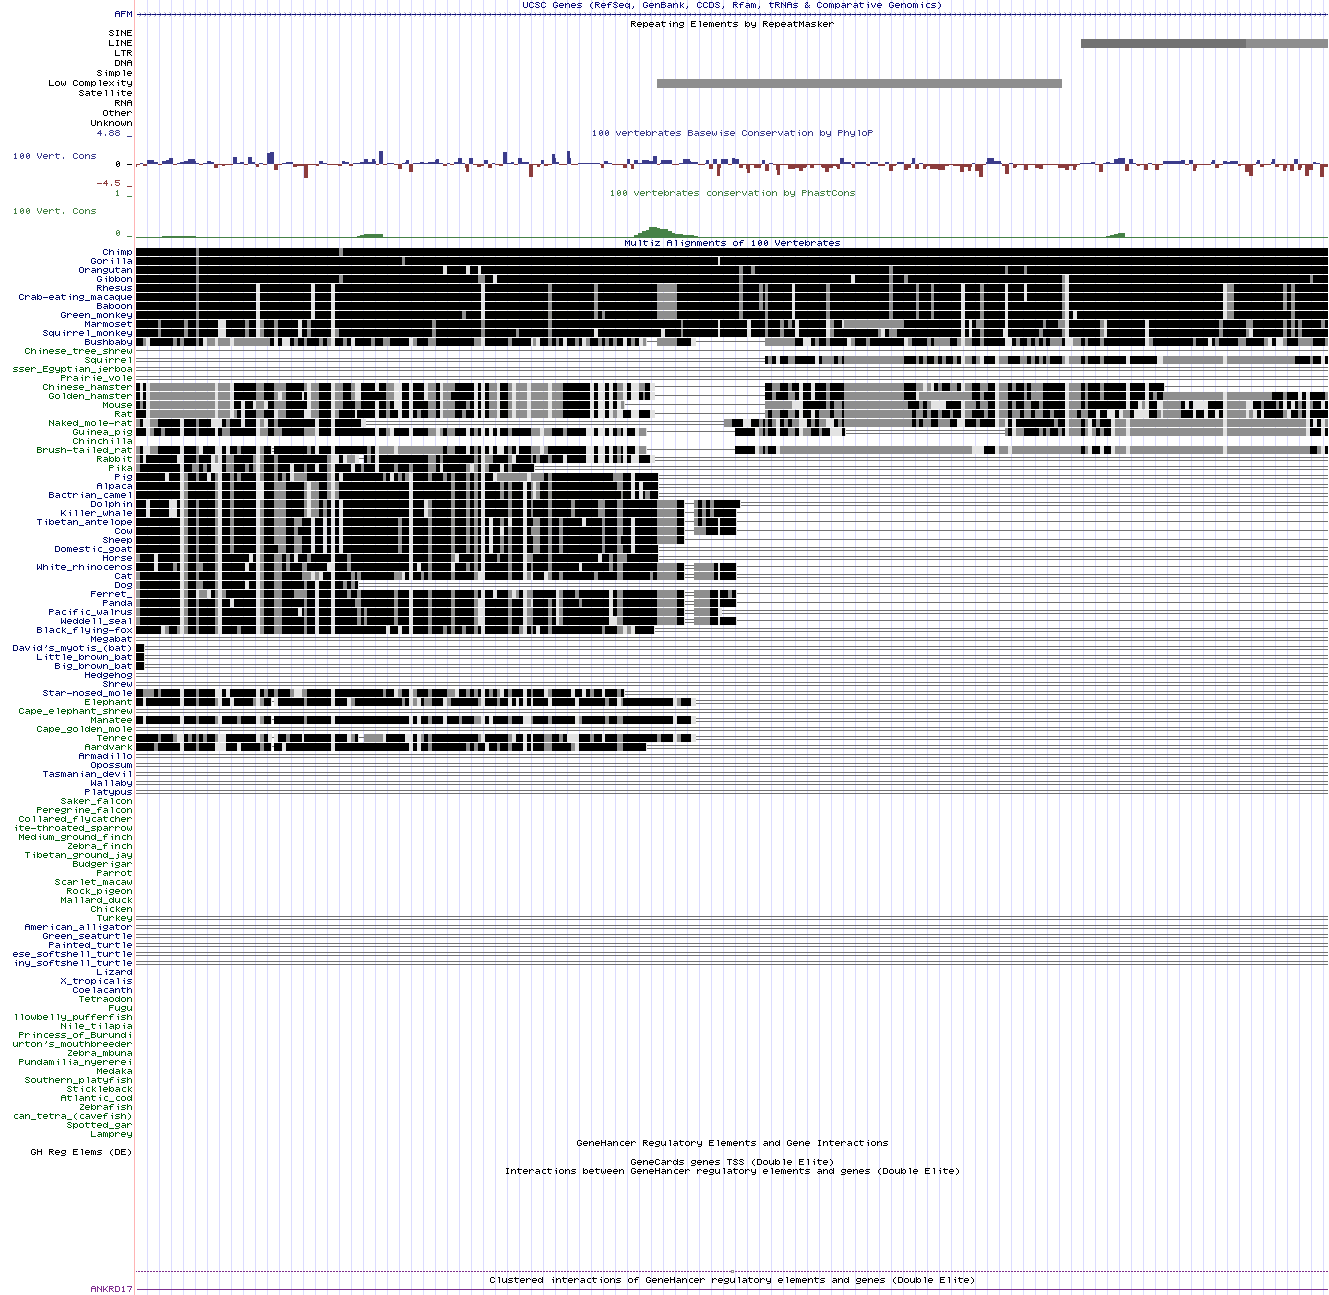 UCSC Genes (RefSeq, GenBank, CCDS, Rfam, tRNAs & Comparative Genomics)
AFM
Repeating Elements by RepeatMasker
SINE
LINE
LTR
DNA
Simple
Low Complexity
Satellite
RNA
Other
Unknown
4.88 _
100 vertebrates Basewise Conservation by PhyloP
100 Vert. Cons
0 _
-4.5 _
1 _
100 vertebrates conservation by PhastCons
100 Vert. Cons
0 _
Multiz Alignments of 100 Vertebrates
Chimp
Gorilla
Orangutan
Gibbon
Rhesus
Crab-eating_macaque
Baboon
Green_monkey
Marmoset
Squirrel_monkey
Bushbaby
Chinese_tree_shrew
Squirrel
sser_Egyptian_jerboa
Prairie_vole
Chinese_hamster
Golden_hamster
Mouse
Rat
Naked_mole-rat
Guinea_pig
Chinchilla
Brush-tailed_rat
Rabbit
Pika
Pig
Alpaca
Bactrian_camel
Dolphin
Killer_whale
Tibetan_antelope
Cow
Sheep
Domestic_goat
Horse
White_rhinoceros
Cat
Dog
Ferret_
Panda
Pacific_walrus
Weddell_seal
Black_flying-fox
Megabat
David's_myotis_(bat)
Little_brown_bat
Big_brown_bat
Hedgehog
Shrew
Star-nosed_mole
Elephant
Cape_elephant_shrew
Manatee
Cape_golden_mole
Tenrec
Aardvark
Armadillo
Opossum
Tasmanian_devil
Wallaby
Platypus
Saker_falcon
Peregrine_falcon
Collared_flycatcher
ite-throated_sparrow
Medium_ground_finch
Zebra_finch
Tibetan_ground_jay
Budgerigar
Parrot
Scarlet_macaw
Rock_pigeon
Mallard_duck
Chicken
Turkey
American_alligator
Green_seaturtle
Painted_turtle
ese_softshell_turtle
iny_softshell_turtle
Lizard
X_tropicalis
Coelacanth
Tetraodon
Fugu
llowbelly_pufferfish
Nile_tilapia
Princess_of_Burundi
urton's_mouthbreeder
Zebra_mbuna
Pundamilia_nyererei
Medaka
Southern_platyfish
Stickleback
Atlantic_cod
Zebrafish
can_tetra_(cavefish)
Spotted_gar
Lamprey
GeneHancer Regulatory Elements and Gene Interactions
GH Reg Elems (DE)
GeneCards genes TSS (Double Elite)
Interactions between GeneHancer regulatory elements and genes (Double Elite)
Clustered interactions of GeneHancer regulatory elements and genes (Double Elite)
ANKRD17